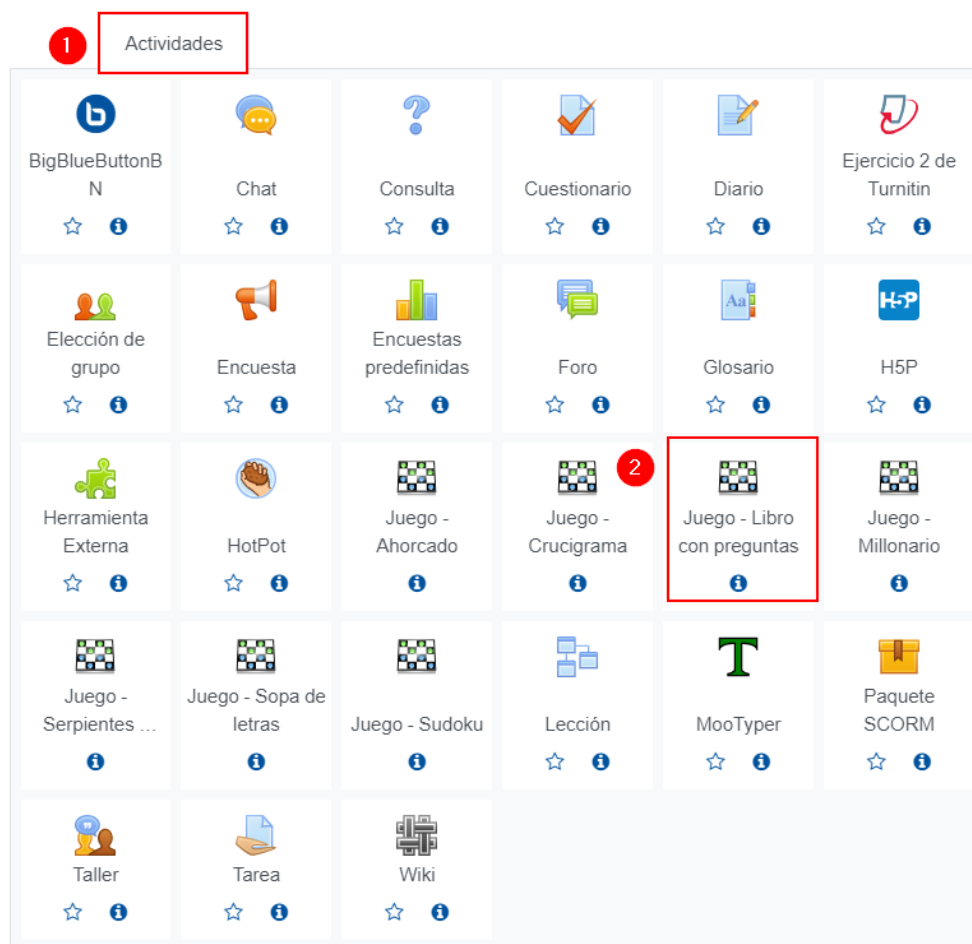 1 Actividades
BigBlueButtonB
N
Chat
Consulta
Cuestionario
Diario
Ejercicio 2 de
Turnitin
Elección de
grupo
Encuesta
Encuestas
predefinidas
Foro
Aa
Glosario
H5P
H5P
Herramienta
Externa
HotPot
Juego -
Ahorcado
Juego -
Crucigrama
2
Juego - Libro
con preguntas
Juego -
Millonario
Juego -
Serpientes ...
Juego - Sopa de
letras
Juego - Sudoku
Lección
T
MooTyper
Paquete
SCORM
Taller
Tarea
Wiki